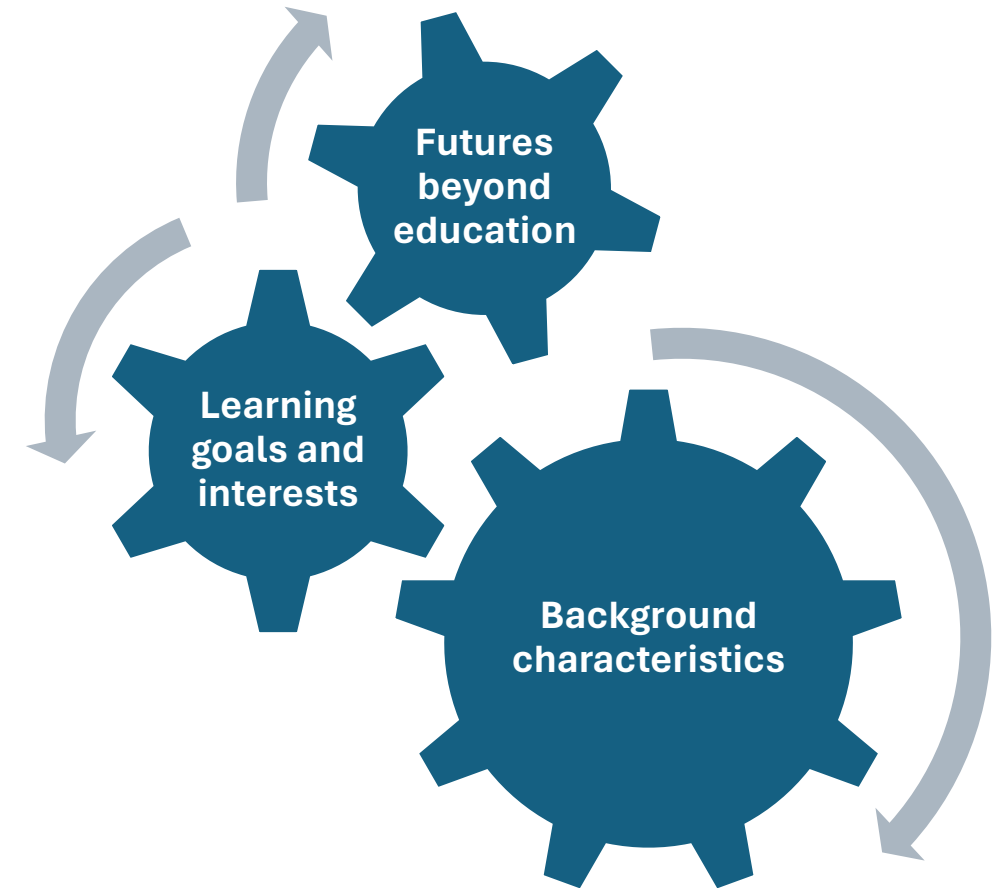 Futures
beyond
education
Learning
goals and
interests
Background
characteristics